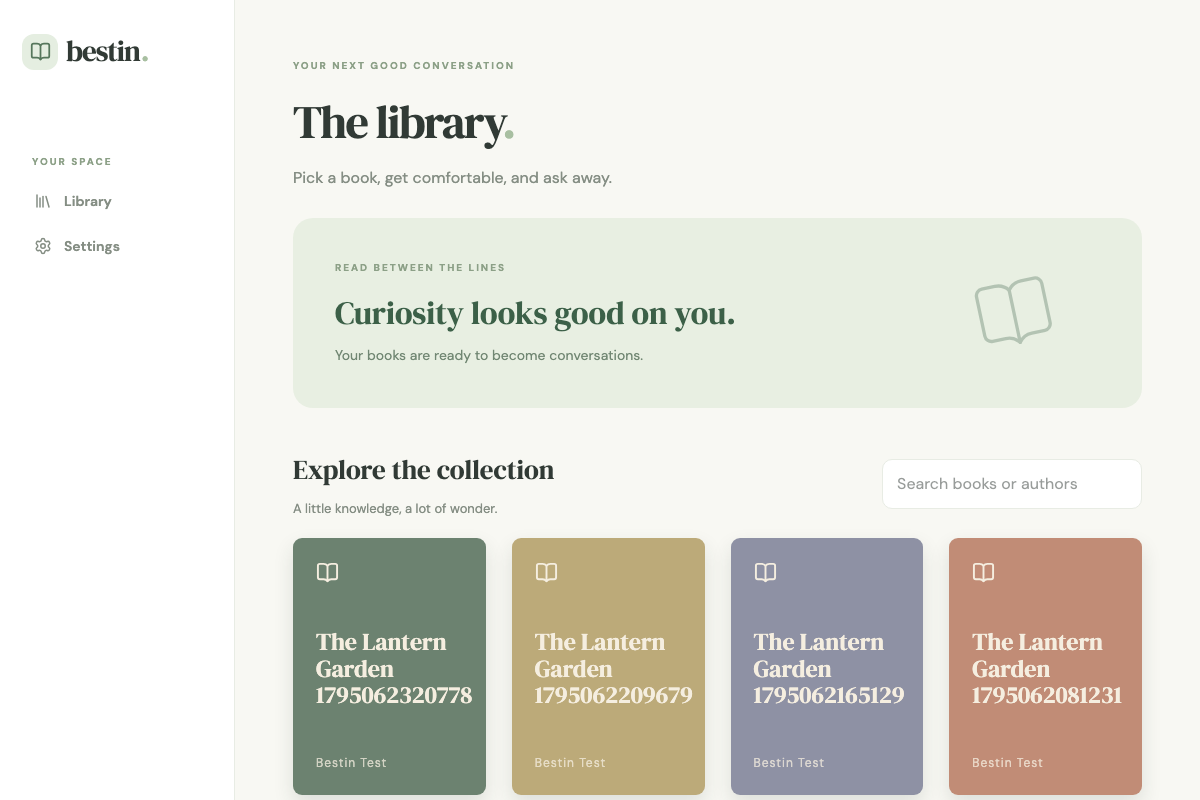 bestin.
YOUR SPACE
Library
Settings
YOUR NEXT GOOD CONVERSATION
The library.
Pick a book, get comfortable, and ask away.
READ BETWEEN THE LINES
Curiosity looks good on you.
Your books are ready to become conversations.
Explore the collection
A little knowledge, a lot of wonder.
Search books or authors
The Lantern
Garden
1795062320778
Bestin Test
The Lantern
Garden
1795062209679
Bestin Test
The Lantern
Garden
1795062165129
Bestin Test
The Lantern
Garden
1795062081231
Bestin Test